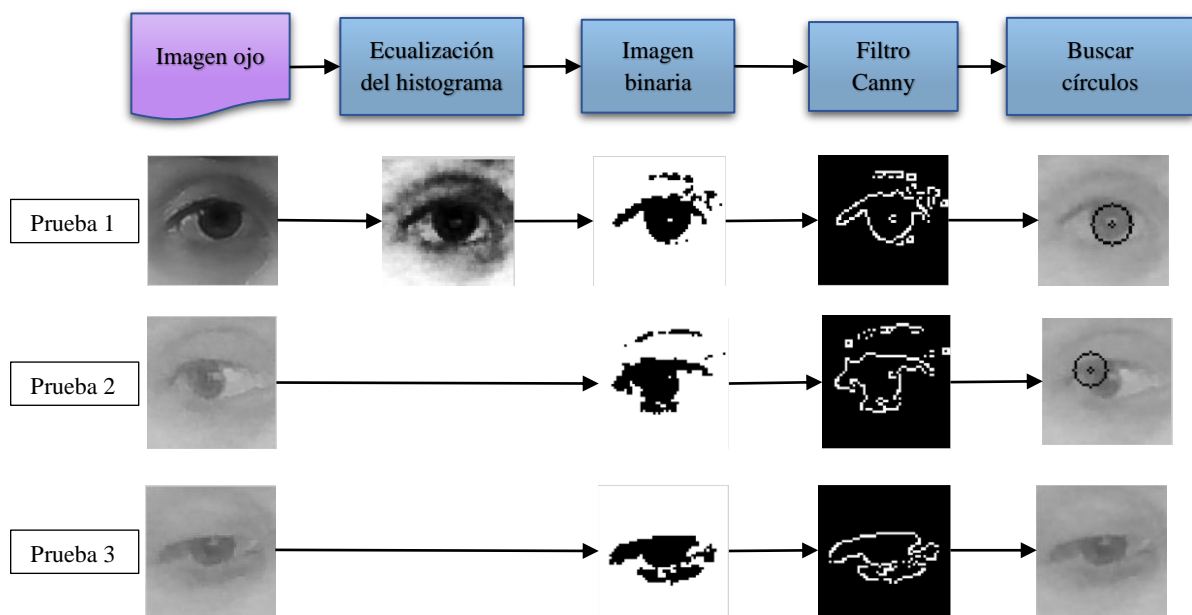 Imagen ojo
Ecualización
del histograma
Imagen
binaria
Filtro
Canny
Buscar
círculos
Prueba 1
Prueba 2
Prueba 3